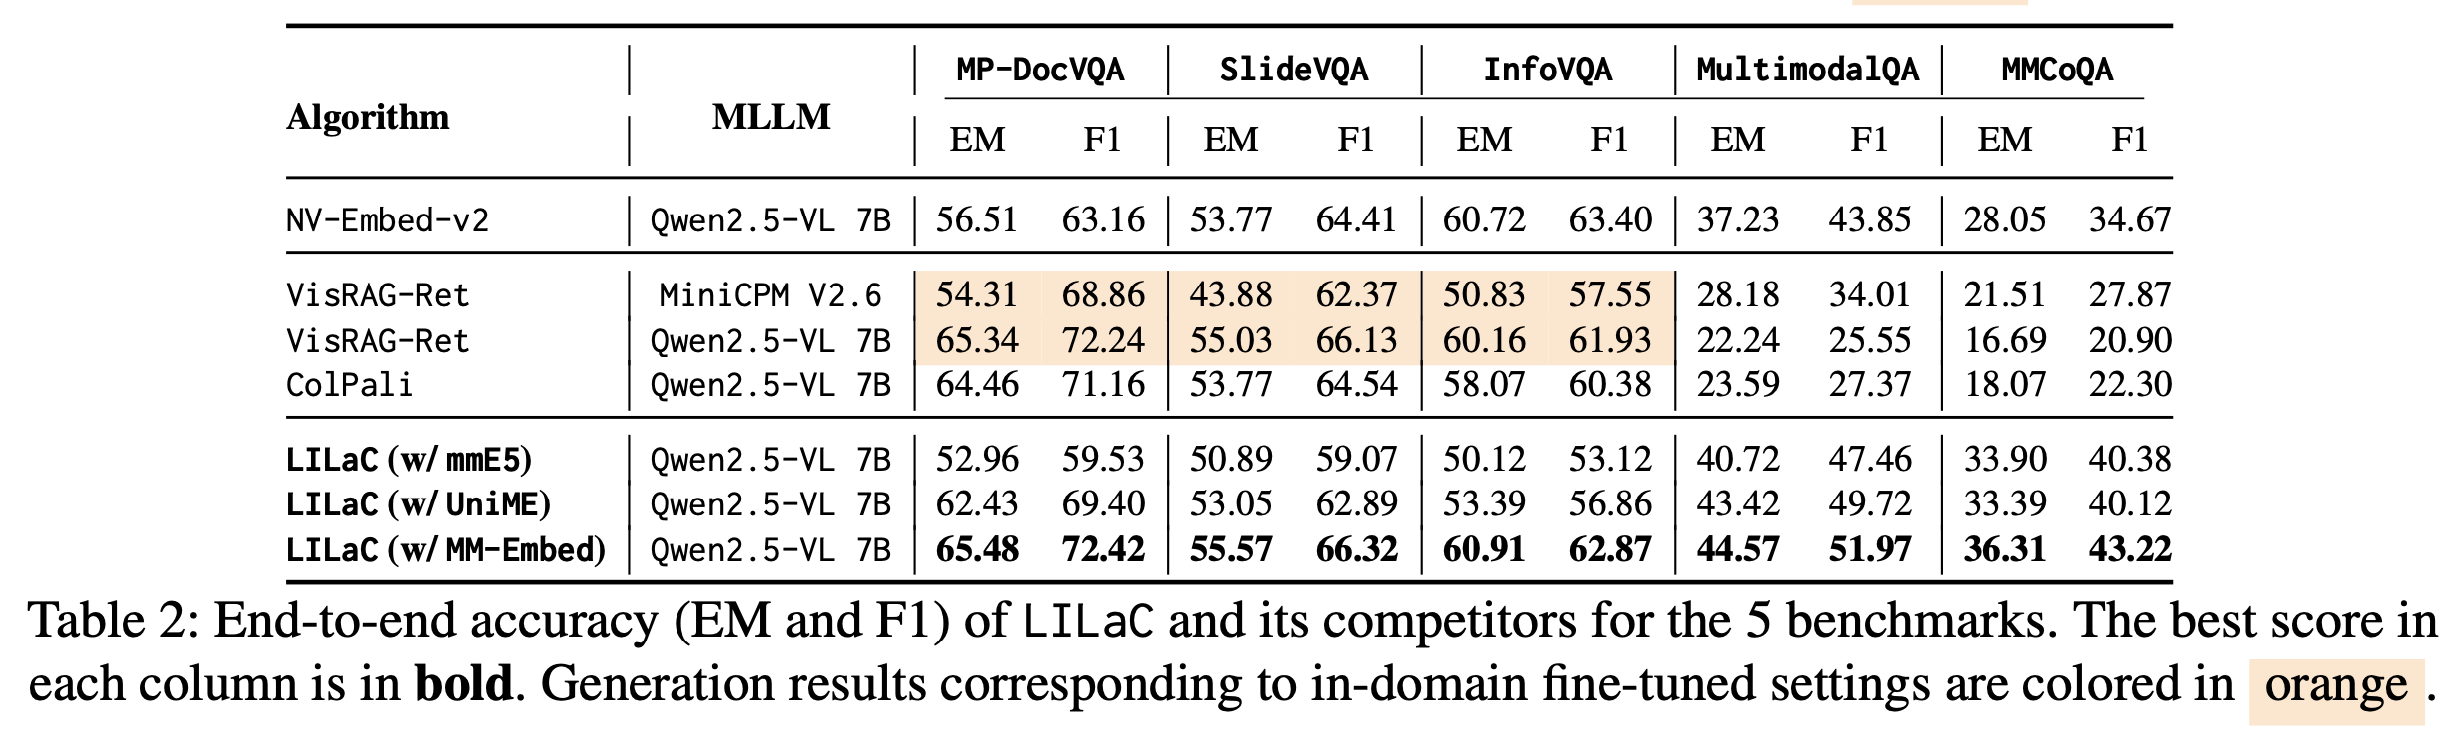 MP-DocVQA SlideVQA InfoVQA MultimodalQA MMCoQA
Algorithm MLLM
EM F1 EM F1 EM F1 EM F1 EM F1
NV-Embed-v2 Qwen2.5-VL 7B 56.51 63.16 53.77 64.41 60.72 63.40 37.23 43.85 28.05 34.67
VisRAG-Ret MiniCPM V2.6 54.31 68.86 43.88 62.37 50.83 57.55 28.18 34.01 21.51 27.87
VisRAG-Ret Qwen2.5-VL 7B 65.34 72.24 55.03 66.13 60.16 61.93 22.24 25.55 16.69 20.90
ColPali Qwen2.5-VL 7B 64.46 71.16 53.77 64.54 58.07 60.38 23.59 27.37 18.07 22.30
LILaC (w/ mmE5) Qwen2.5-VL 7B 52.96 59.53 50.89 59.07 50.12 53.12 40.72 47.46 33.90 40.38
LILaC (w/ UniME) Qwen2.5-VL 7B 62.43 69.40 53.05 62.89 53.39 56.86 43.42 49.72 33.39 40.12
LILaC (w/ MM-Embed) Qwen2.5-VL 7B 65.48 72.42 55.57 66.32 60.91 62.87 44.57 51.97 36.31 43.22
Table 2: End-to-end accuracy (EM and F1) of LILaC and its competitors for the 5 benchmarks. The best score in
each column is in bold. Generation results corresponding to in-domain fine-tuned settings are colored in orange .